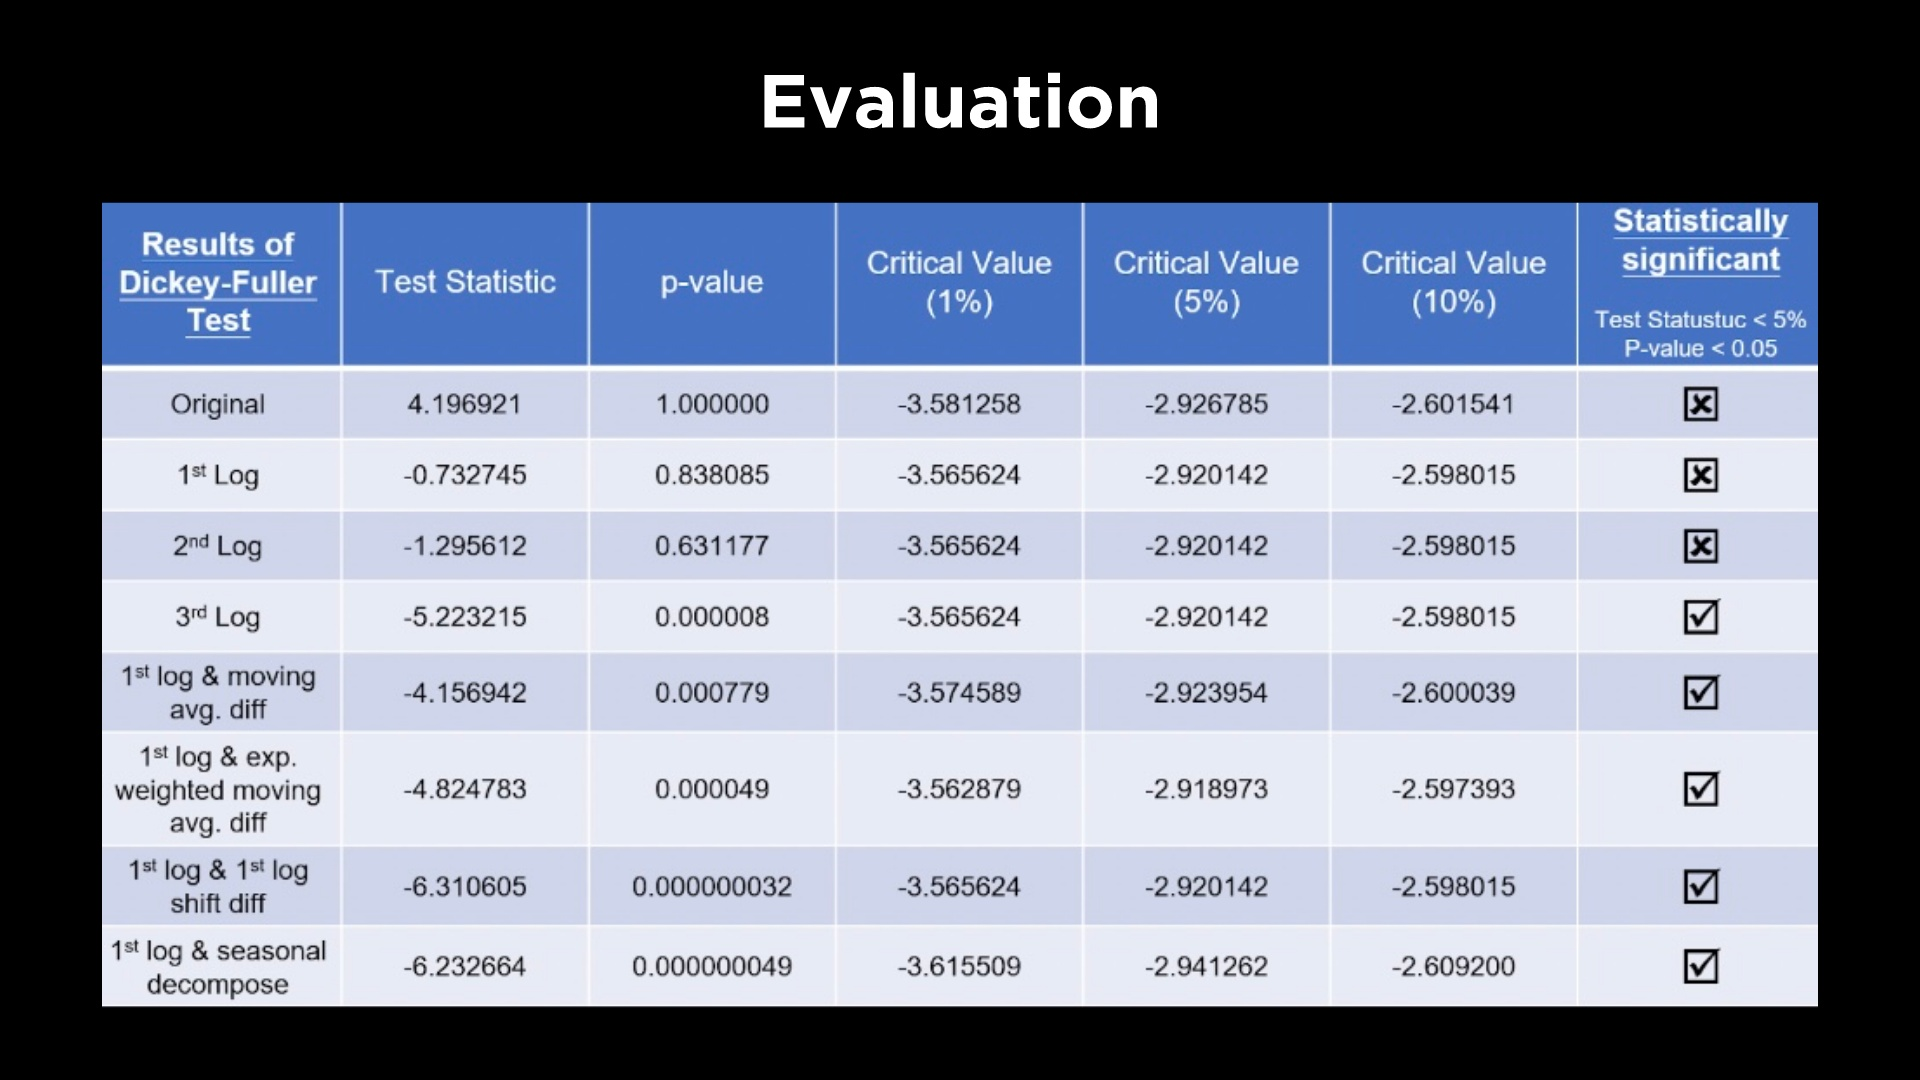 Evaluation
Results of
Dickey-Fuller
Test
Test Statistic
p-value
Critical Value
(1%)
Critical Value
(5%)
Critical Value
(10%)
Statistically
significant
Test Statustuc < 5%
P-value < 0.05
Original 4.196921 1.000000 -3.581258 -2.926785 -2.601541
1st Log -0.732745 0.838085 -3.565624 -2.920142 -2.598015
2nd Log -1.295612 0.631177 -3.565624 -2.920142 -2.598015
3rd Log -5.223215 0.000008 -3.565624 -2.920142 -2.598015
1st log & moving
avg. diff
-4.156942 0.000779 -3.574589 -2.923954 -2.600039
1st log & exp.
weighted moving
avg. diff
-4.824783 0.000049 -3.562879 -2.918973 -2.597393
1st log & 1st log
shift diff
-6.310605 0.000000032 -3.565624 -2.920142 -2.598015
1st log & seasonal
decompose
-6.232664 0.000000049 -3.615509 -2.941262 -2.609200